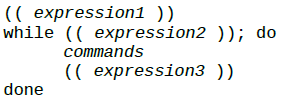 (( expression1 ))
while (( expression2 )); do
commands
(( expression3 ))
done